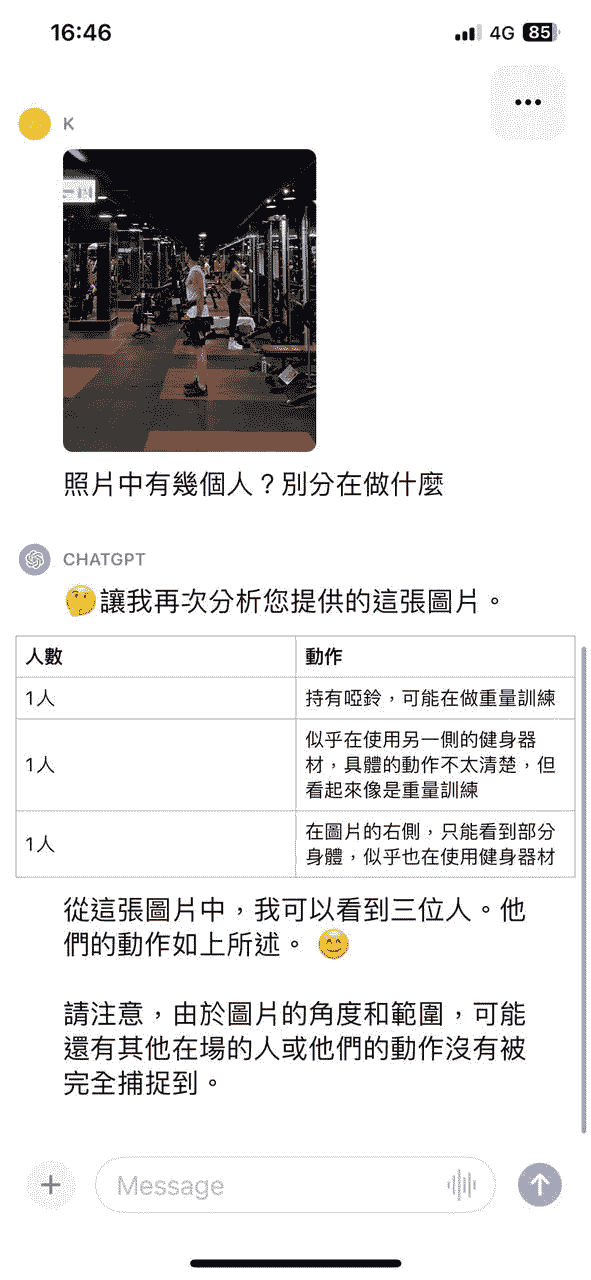 16:46
4G
85
K
照片中有幾個人？別分在做什麼
CHATGPT
🤔讓我再次分析您提供的這張圖片。
人數 動作
1人 持有啞鈴，可能在做重量訓練
1人 似乎在使用另一側的健身器
材，具體的動作不太清楚，但
看起來像是重量訓練
1人 在圖片的右側，只能看到部分
身體，似乎也在使用健身器材
從這張圖片中，我可以看到三位人。他
們的動作如上所述。😊
請注意，由於圖片的角度和範圍，可能
還有其他在場的人或他們的動作沒有被
完全捕捉到。
Message